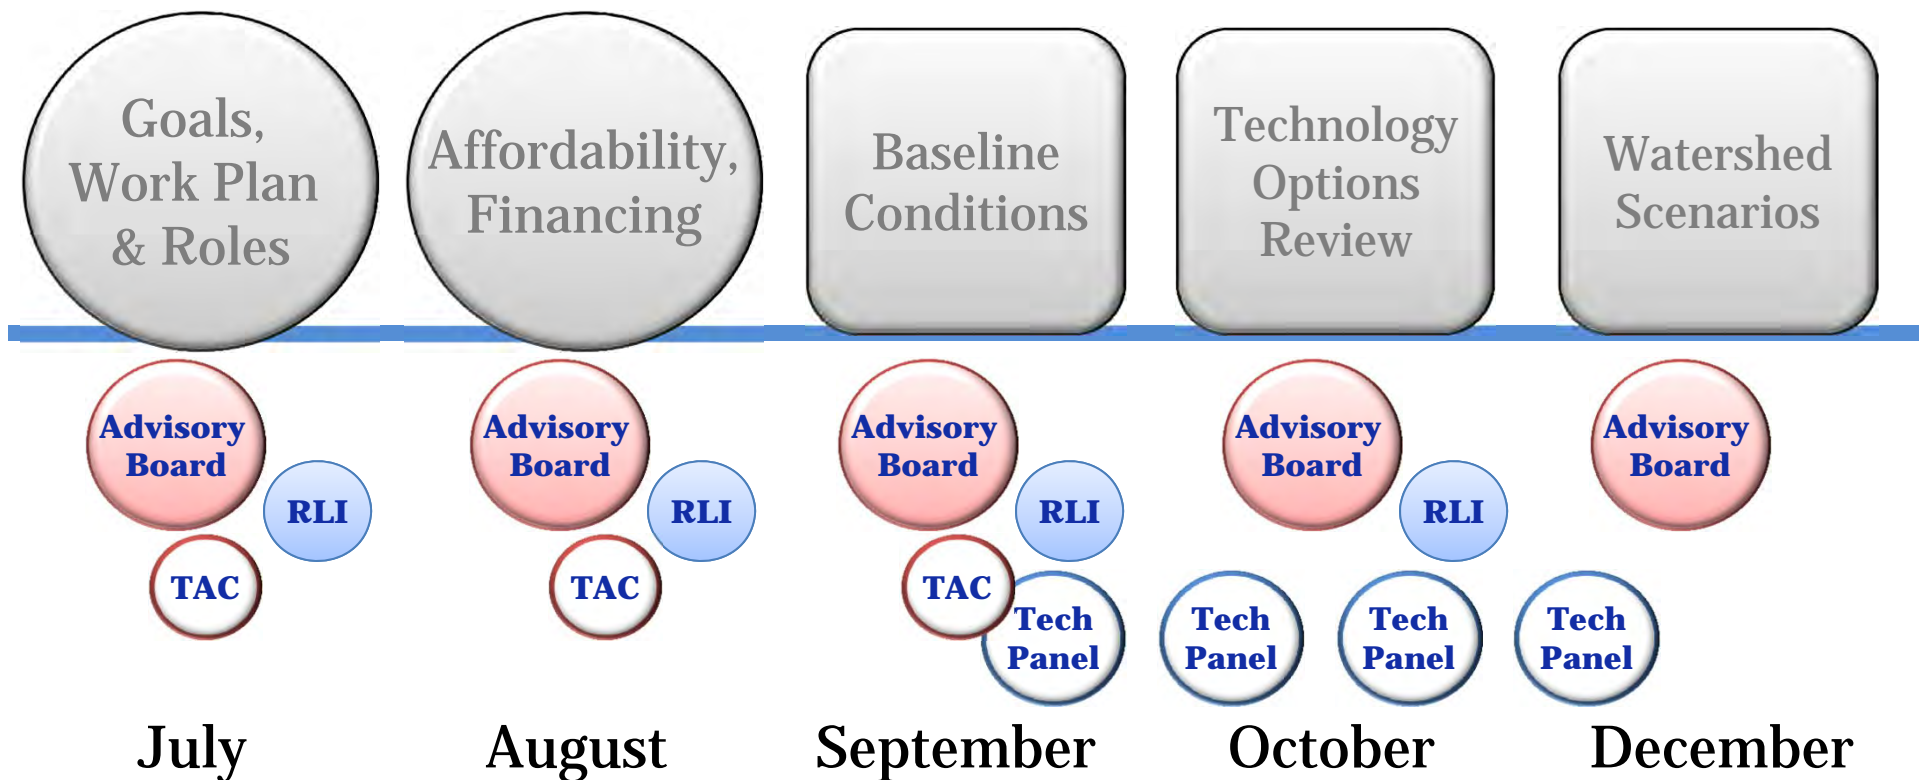 Goals,
Work Plan
& Roles
Affordability,
Financing
Baseline
Conditions
Technology
Options
Review
Watershed
Scenarios
Advisory
Board
RLI
TAC
Advisory
Board
RLI
TAC
Advisory
Board
RLI
TAC
Tech
Panel
Advisory
Board
RLI
Tech
Panel
Tech
Panel
Advisory
Board
Tech
Panel
July
August
September
October
December